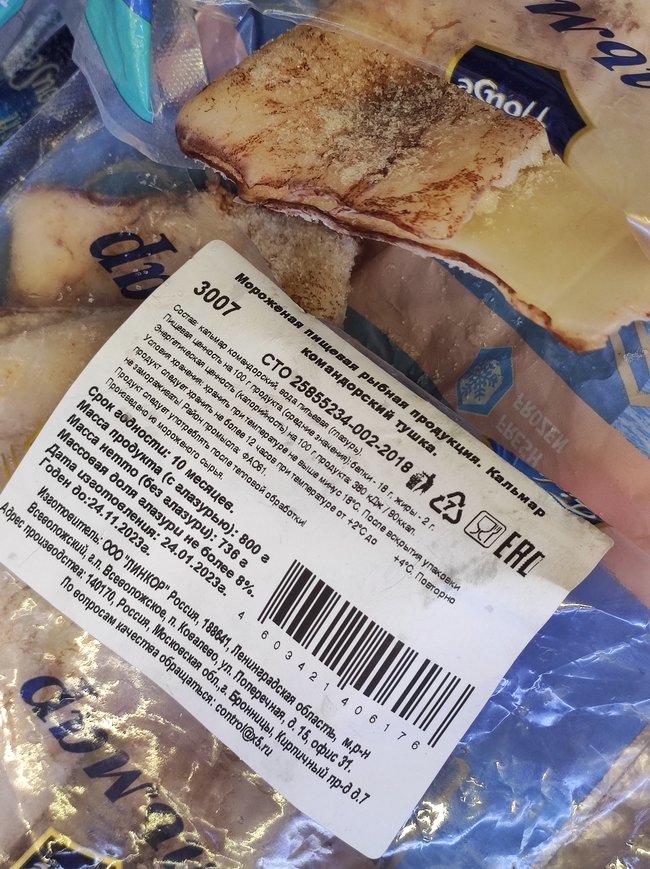 3007
Мороженая пищевая рыбная продукция. Кальмар
командорский тушка.
СТО 25855234-002-2018
Состав: кальмар командорский, вода питьевая (глазурь).
Пищевая ценность на 100 г продукта (средние значения): белки - 18 г, жиры - 2 г.
Энергетическая ценность (калорийность) на 100 г продукта: 380 кДж / 90ккал.
Условия хранения: хранить при температуре не выше минус 18°С. После вскрытия упаковки
продукт следует хранить не более 12 часов при температуре от +2°С до +4°С. Повторно
не замораживать! Район промысла: ФАО61
Продукт следует употреблять после тепловой обработки
Произведено из мороженого сырья.
Срок годности: 10 месяцев.
Масса продукта (с глазурью): 800 г
Масса нетто (без глазури): 736 г
Массовая доля глазури не более 8%.
Дата изготовления: 24.01.2023г.
Годен до:24.11.2023г.
Изготовитель: ООО "ЛИНКОР" Россия, 188641, Ленинградская область, м.р-н
Всеволожский, г.п. Всеволожское, п. Ковалево, ул. Поперечная, д. 15, офис 31.
Адрес производства: 140170, Россия, Московская обл.,г. Бронницы, Кирпичный пр-д д.7
По вопросам качества обращаться: control@x5.ru
EAC
4 603421 406176
FRESH
FROZEN